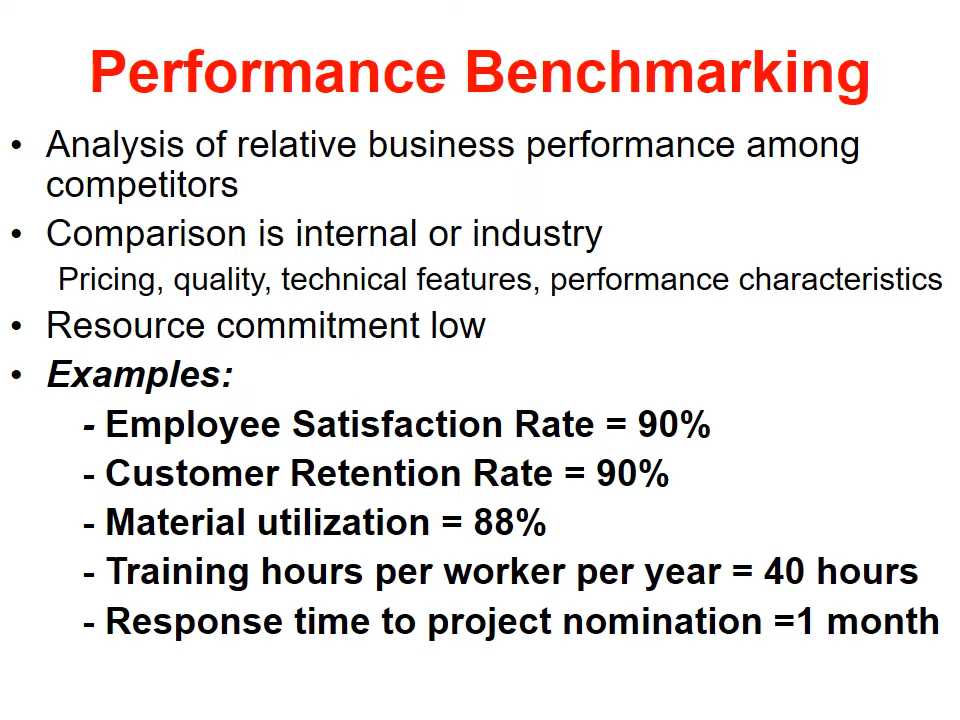 Performance Benchmarking
• Analysis of relative business performance among
competitors
• Comparison is internal or industry
Pricing, quality, technical features, performance characteristics
• Resource commitment low
• Examples:
- Employee Satisfaction Rate = 90%
- Customer Retention Rate = 90%
- Material utilization = 88%
- Training hours per worker per year = 40 hours
- Response time to project nomination =1 month